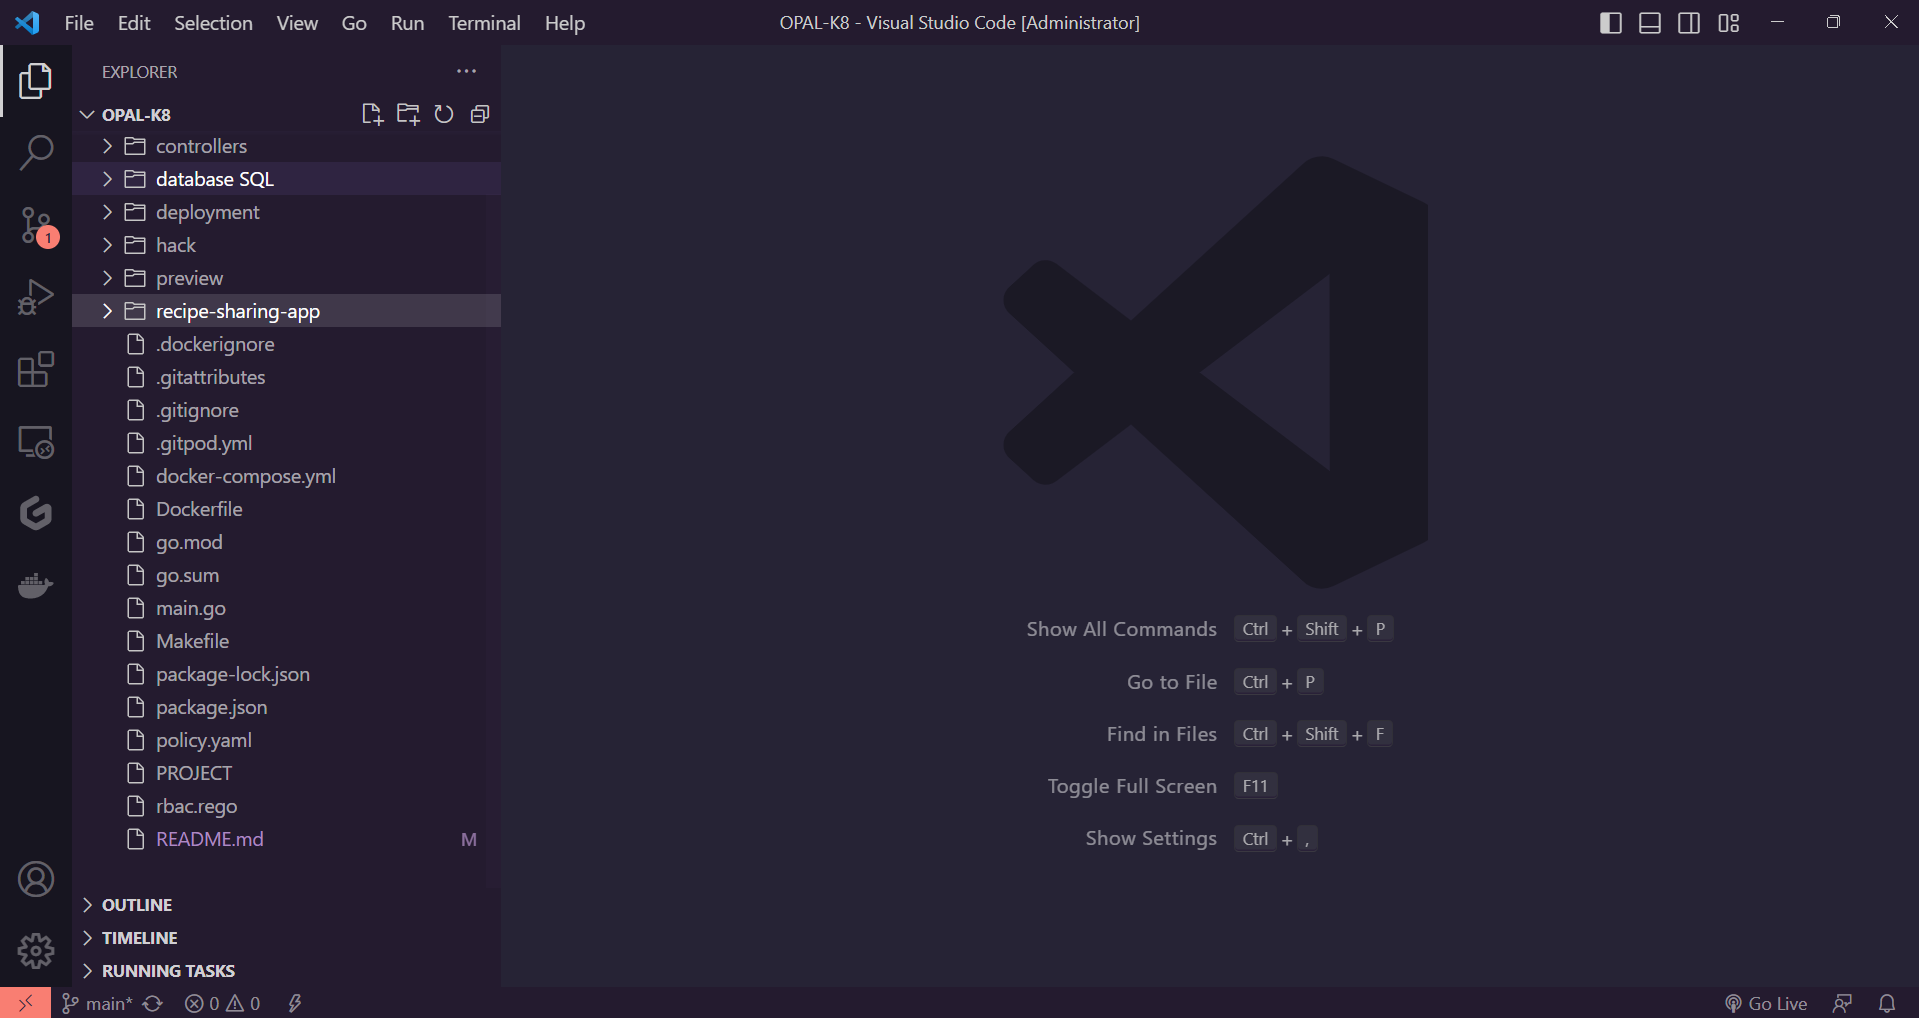 File Edit Selection View Go Run Terminal Help OPAL-K8 - Visual Studio Code [Administrator]
EXPLORER
OPAL-K8
controllers
database SQL
deployment
1
hack
preview
recipe-sharing-app
.dockerignore
.gitattributes
.gitignore
.gitpod.yml
docker-compose.yml
Dockerfile
go.mod
go.sum
main.go
Makefile
package-lock.json
package.json
policy.yaml
PROJECT
rbac.rego
README.md M
OUTLINE
TIMELINE
RUNNING TASKS
Show All Commands Ctrl + Shift + P
Go to File Ctrl + P
Find in Files Ctrl + Shift + F
Toggle Full Screen F11
Show Settings Ctrl + ,
main* 0 0 Go Live